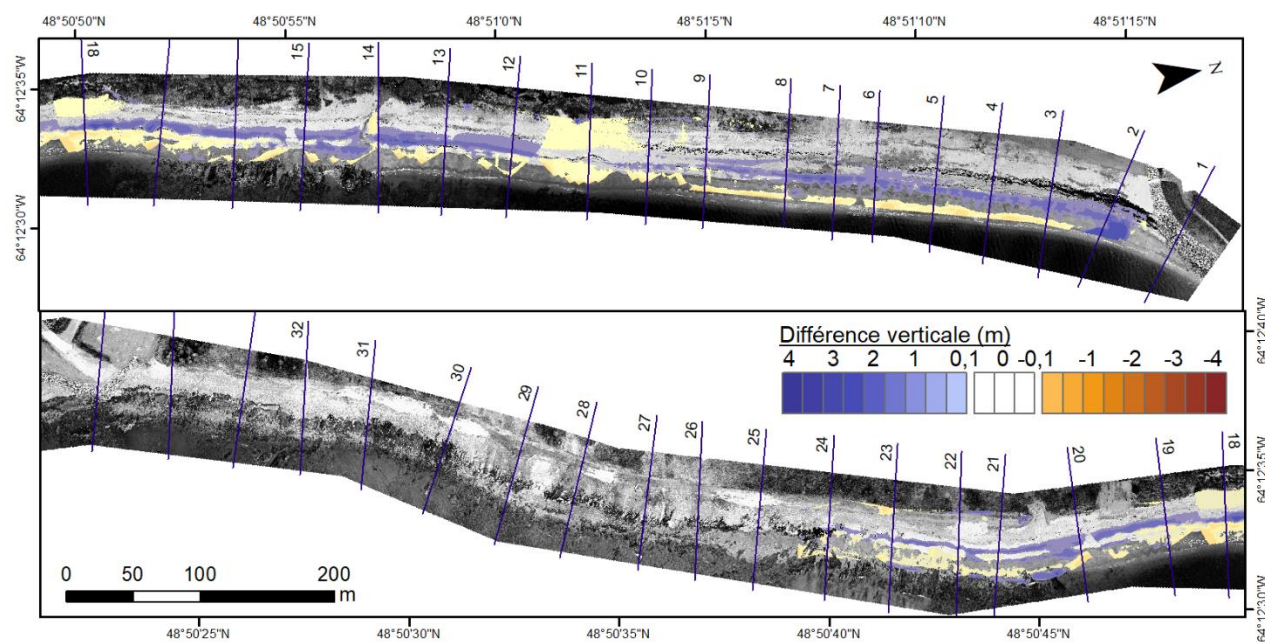 48°50'50"N 48°50'55"N 48°51'0"N 48°51'5"N 48°51'10"N 48°51'15"N
64°12'35"W
64°12'30"W
18 15 14 13 12 11 10 9 8 7 6 5 4 3 2 1
N
32 31 30 29 28 27 26 25 24 23 22 21 20 19 18
Différence verticale (m)
4 3 2 1 0,1 0 -0,1 -1 -2 -3 -4
64°12'40"W
64°12'35"W
64°12'30"W
0 50 100 200
m
48°50'25"N 48°50'30"N 48°50'35"N 48°50'40"N 48°50'45"N